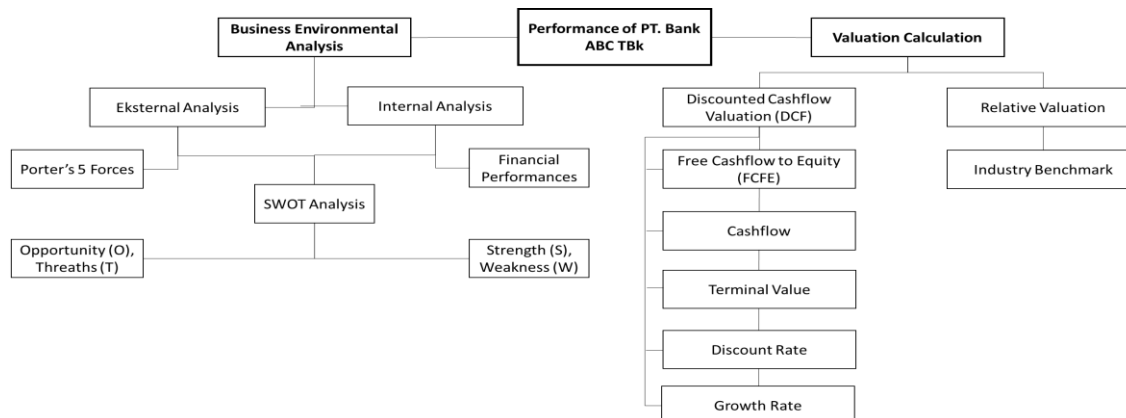 Performance of PT. Bank
ABC TBk
Business Environmental
Analysis
Valuation Calculation
Eksternal Analysis
Internal Analysis
Porter's 5 Forces
Financial
Performances
SWOT Analysis
Opportunity (O),
Threaths (T)
Strength (S),
Weakness (W)
Discounted Cashflow
Valuation (DCF)
Relative Valuation
Free Cashflow to Equity
(FCFE)
Industry Benchmark
Cashflow
Terminal Value
Discount Rate
Growth Rate